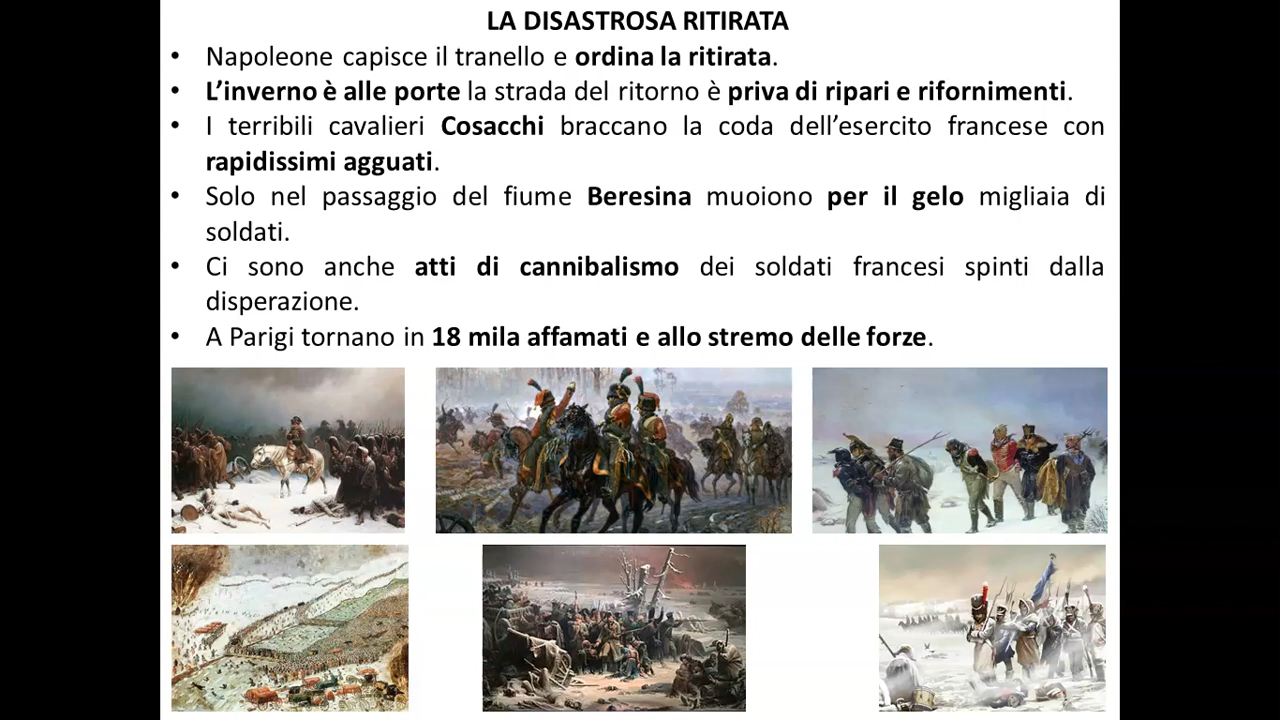 LA DISASTROSA RITIRATA
• Napoleone capisce il tranello e ordina la ritirata.
• L'inverno è alle porte la strada del ritorno è priva di ripari e rifornimenti.
• I terribili cavalieri Cosacchi braccano la coda dell'esercito francese con
rapidissimi agguati.
• Solo nel passaggio del fiume Beresina muoiono per il gelo migliaia di
soldati.
• Ci sono anche atti di cannibalismo dei soldati francesi spinti dalla
disperazione.
• A Parigi tornano in 18 mila affamati e allo stremo delle forze.